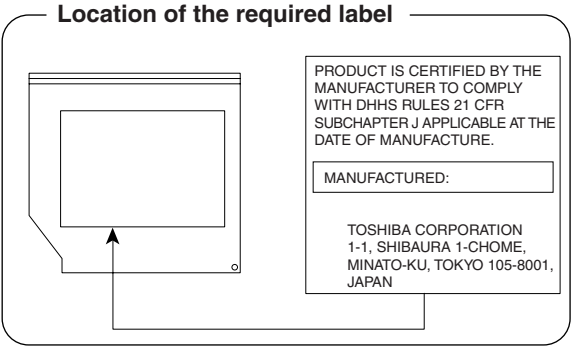 Location of the required label
PRODUCT IS CERTIFIED BY THE
MANUFACTURER TO COMPLY
WITH DHHS RULES 21 CFR
SUBCHAPTER J APPLICABLE AT THE
DATE OF MANUFACTURE.
MANUFACTURED:
TOSHIBA CORPORATION
1-1, SHIBAURA 1-CHOME,
MINATO-KU, TOKYO 105-8001,
JAPAN